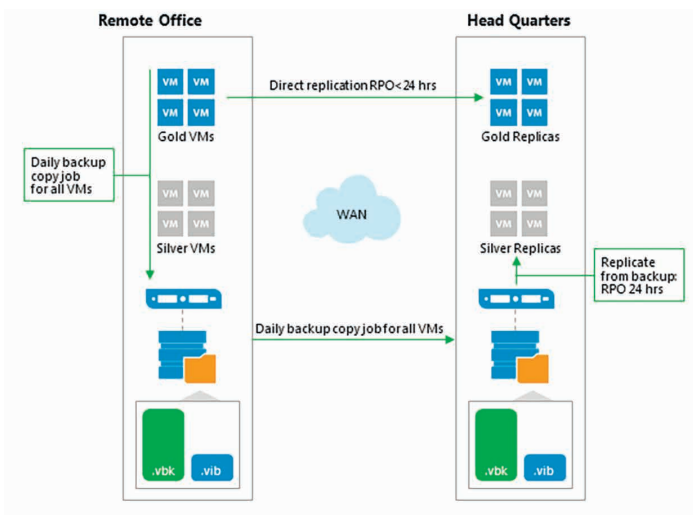 Remote Office
Head Quarters
VM VM
VM VM
Gold VMs
Direct replication RPO<24 hrs
VM VM
VM VM
Gold Replicas
Daily backup
copy job
for all VMs
VM VM
VM VM
Silver VMs
WAN
VM VM
VM VM
Silver Replicas
Replicate
from backup:
RPO 24 hrs
Daily backup copy job for all VMs
.vbk .vib
.vbk .vib